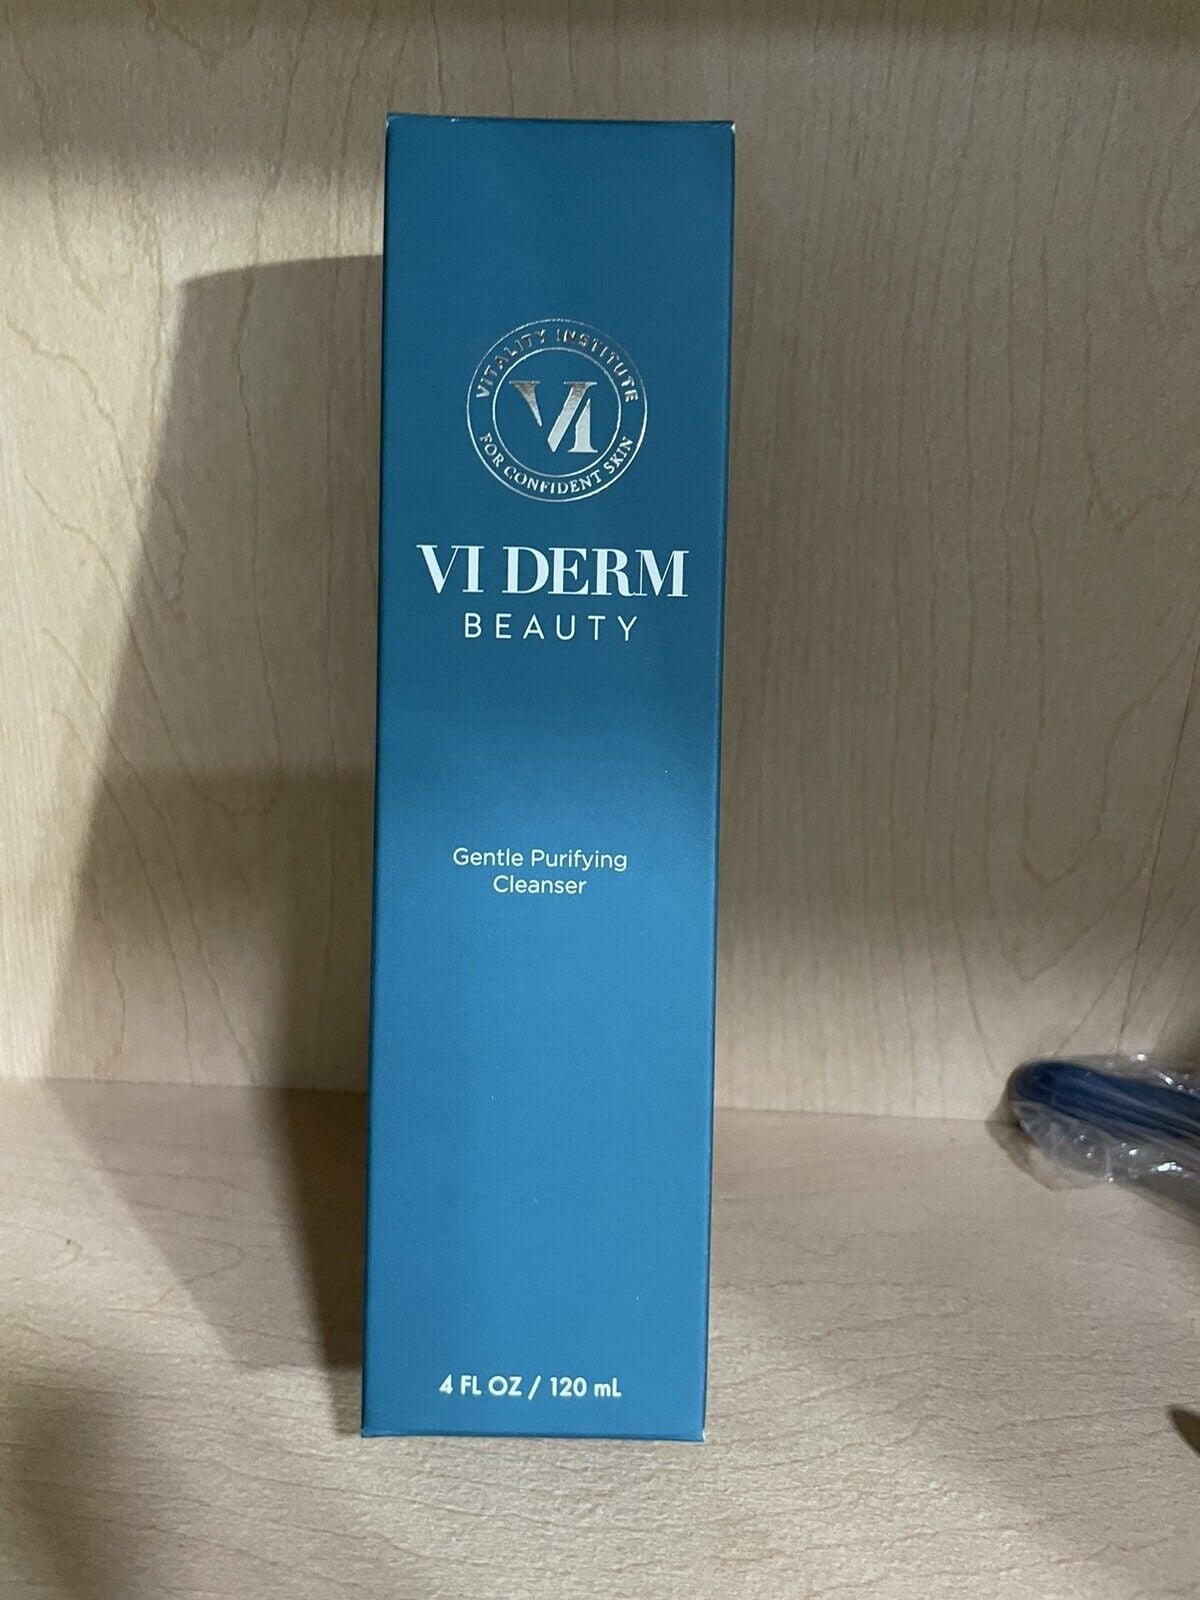 VITALITY INSTITUTE
VI
FOR CONFIDENT SKIN
VI DERM
BEAUTY
Gentle Purifying
Cleanser
4 FL OZ / 120 mL